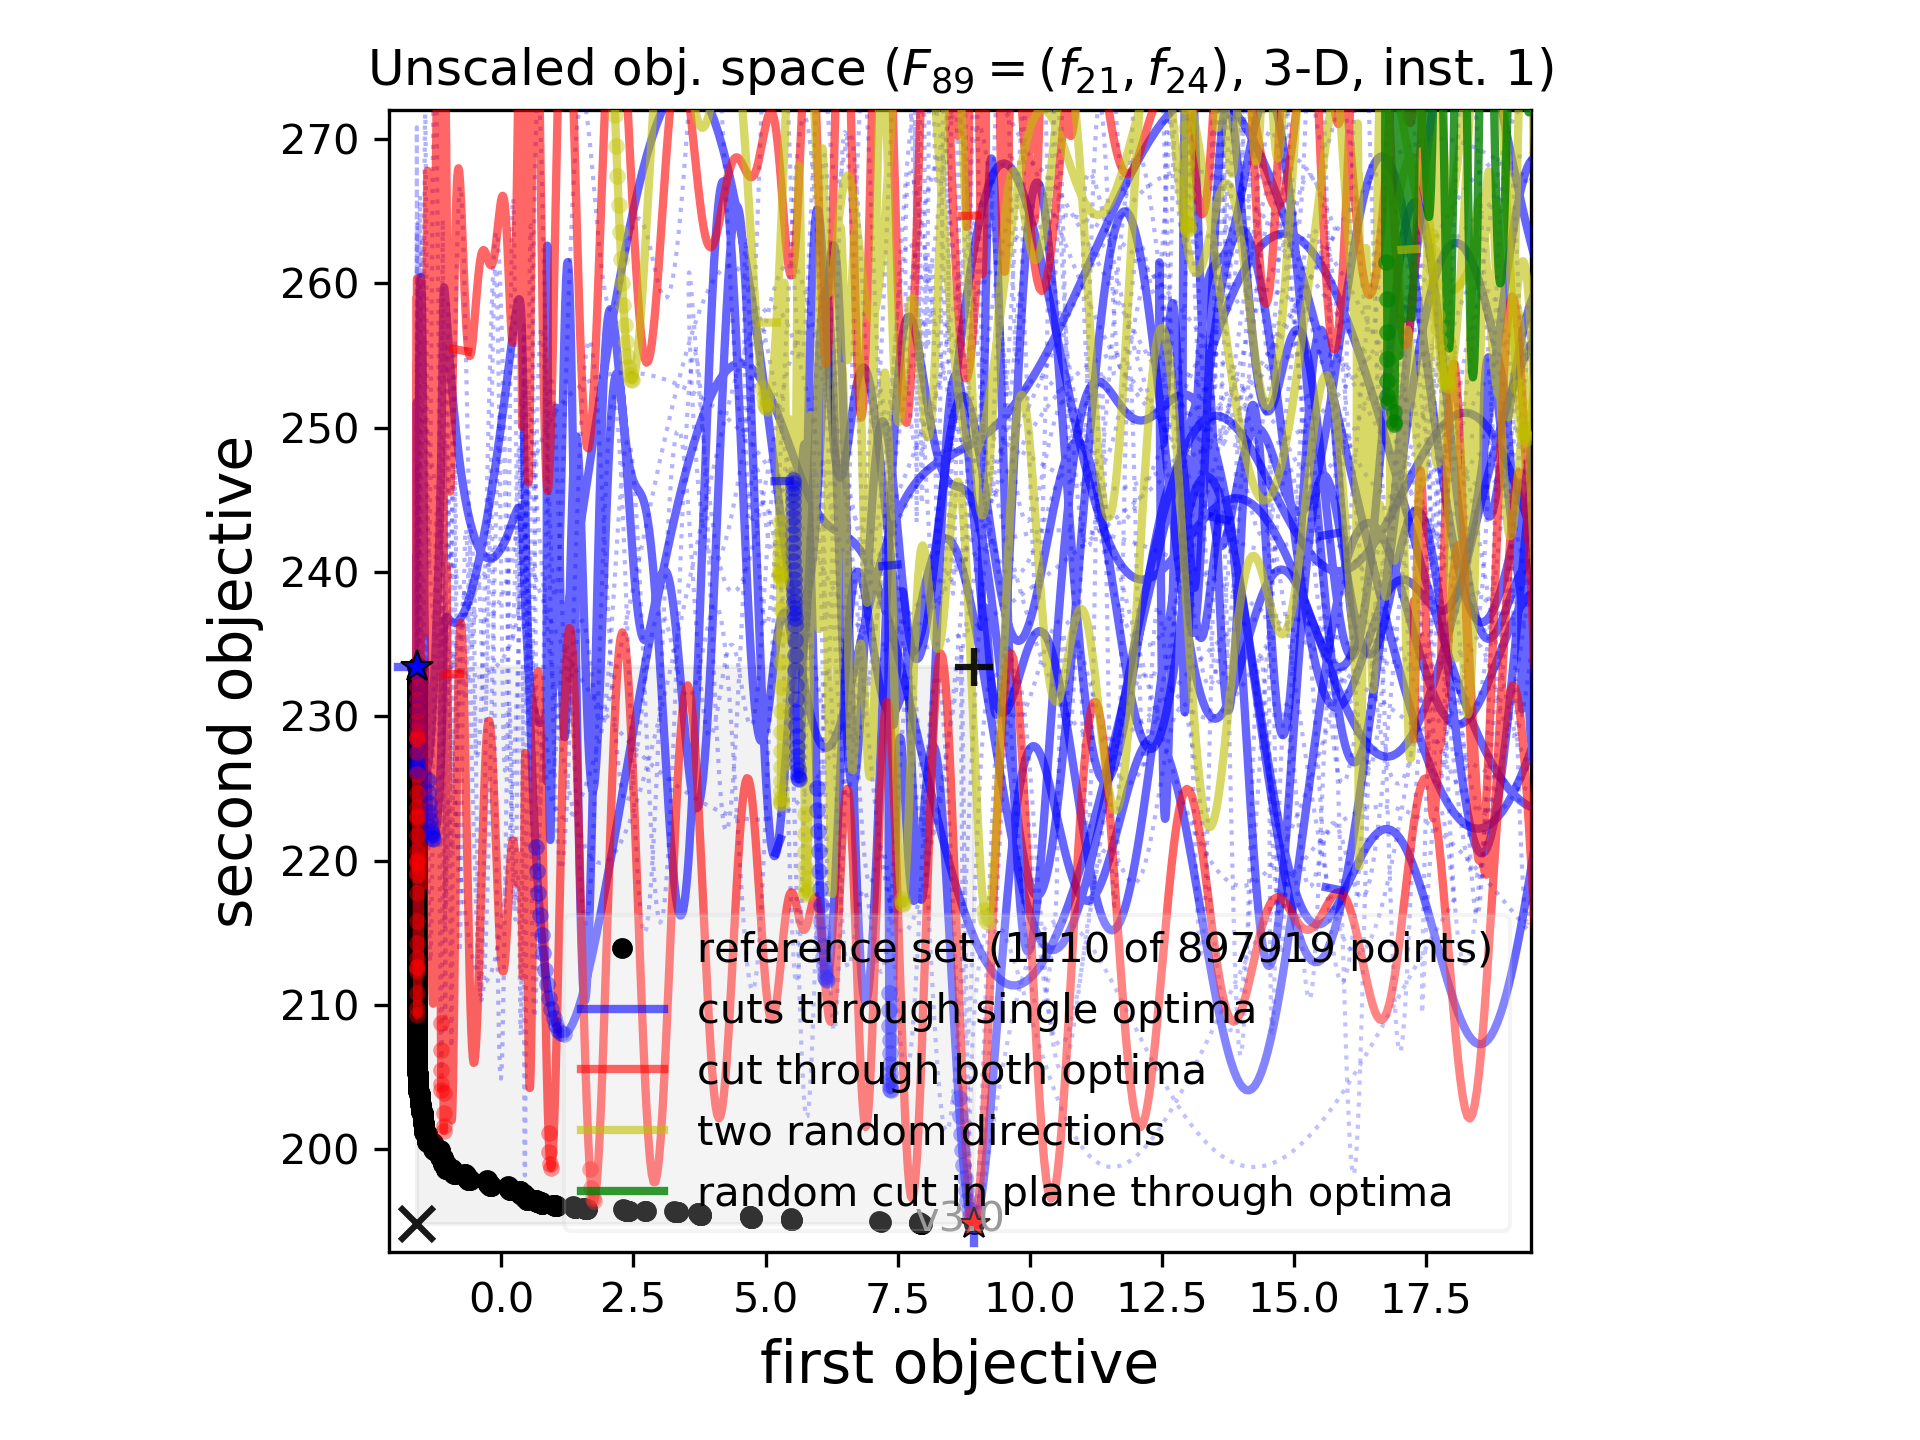 Unscaled obj. space (F₈₉ = (f₂₁, f₂₄), 3-D, inst. 1)
270
260
250
240
230
220
210
200
second objective
reference set (1110 of 897919 points)
cuts through single optima
cut through both optima
two random directions
random cut in plane through optima
v3.0
0.0 2.5 5.0 7.5 10.0 12.5 15.0 17.5
first objective